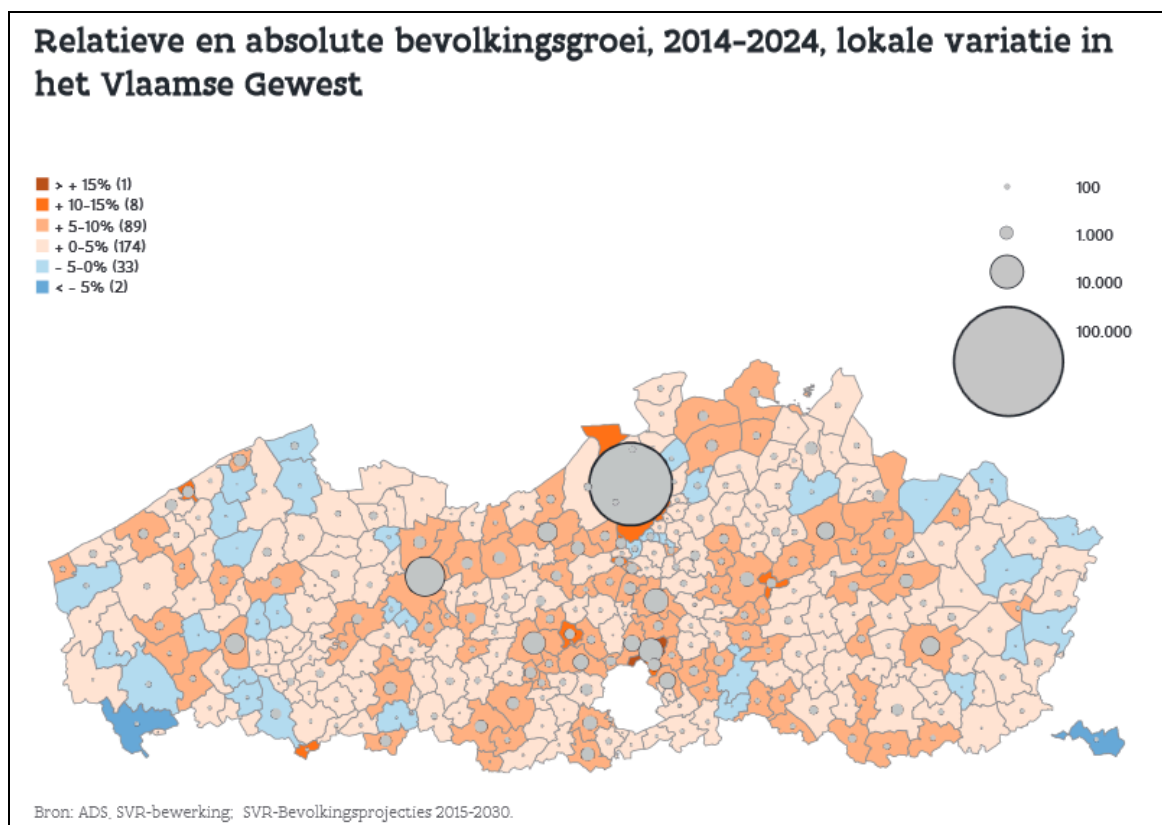 Relatieve en absolute bevolkingsgroei, 2014-2024, lokale variatie in
het Vlaamse Gewest
> + 15% (1)
+ 10-15% (8)
+ 5-10% (89)
+ 0-5% (174)
- 5-0% (33)
< - 5% (2)
100
1.000
10.000
100.000
Bron: ADS, SVR-bewerking; SVR-Bevolkingsprojecties 2015-2030.